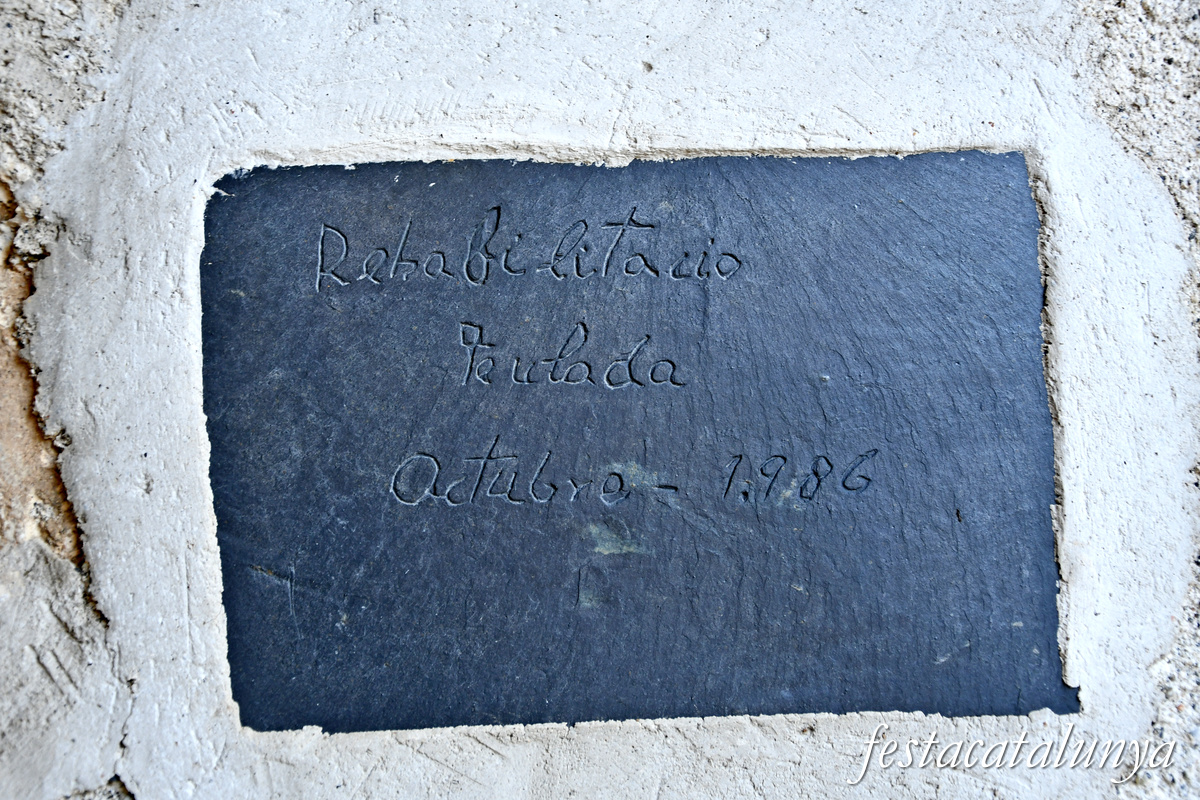 Rehabilitacio
teulada
Octubre - 1.986
festacatalunya